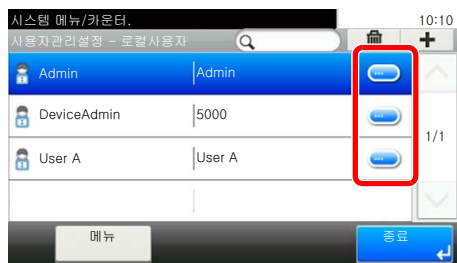 시스템 메뉴/카운터.
10:10
사용자관리설정 - 로컬사용자
Admin
Admin
DeviceAdmin
5000
1/1
User A
User A
메뉴
종료